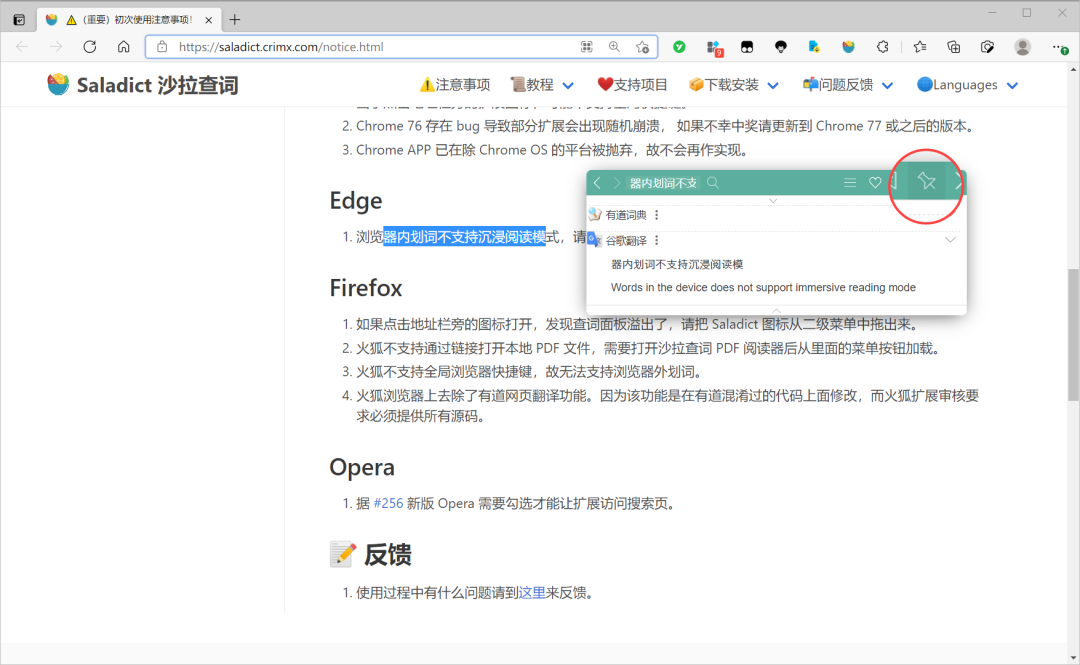 （重要）初次使用注意事项！
https://saladict.crimx.com/notice.html
9
Saladict 沙拉查词
注意事项
教程
支持项目
下载安装
问题反馈
Languages
2. Chrome 76 存在 bug 导致部分扩展会出现随机崩溃， 如果不幸中奖请更新到 Chrome 77 或之后的版本。
3. Chrome APP 已在除 Chrome OS 的平台被抛弃，故不会再作实现。
Edge
1. 浏览器内划词不支持沉浸阅读模式，请
器内划词不支
有道词典
谷歌翻译
器内划词不支持沉浸阅读模
Words in the device does not support immersive reading mode
Firefox
1. 如果点击地址栏旁的图标打开，发现查词面板溢出了，请把 Saladict 图标从二级菜单中拖出来。
2. 火狐不支持通过链接打开本地 PDF 文件，需要打开沙拉查词 PDF 阅读器后从里面的菜单按钮加载。
3. 火狐不支持全局浏览器快捷键，故无法支持浏览器外划词。
4. 火狐浏览器上去除了有道网页翻译功能。因为该功能是在有道混淆过的代码上面修改，而火狐扩展审核要
求必须提供所有源码。
Opera
1. 据 #256 新版 Opera 需要勾选才能让扩展访问搜索页。
反馈
1. 使用过程中有什么问题请到这里来反馈。